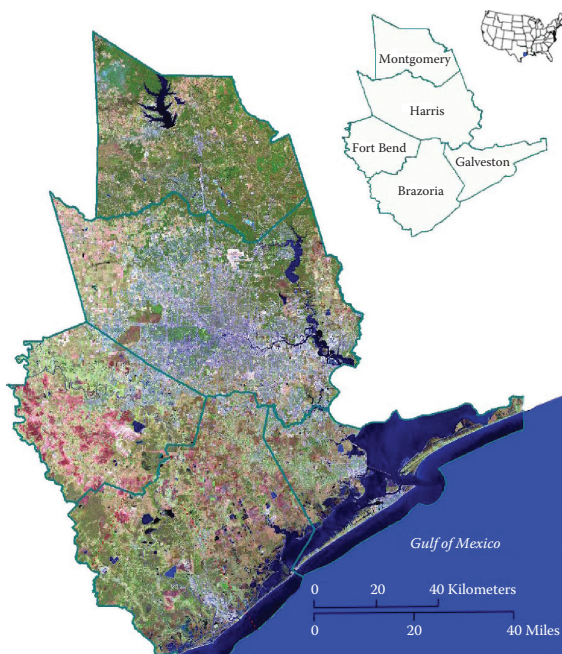 Montgomery
Harris
Fort Bend
Galveston
Brazoria
Gulf of Mexico
0 20 40 Kilometers
0 20 40 Miles